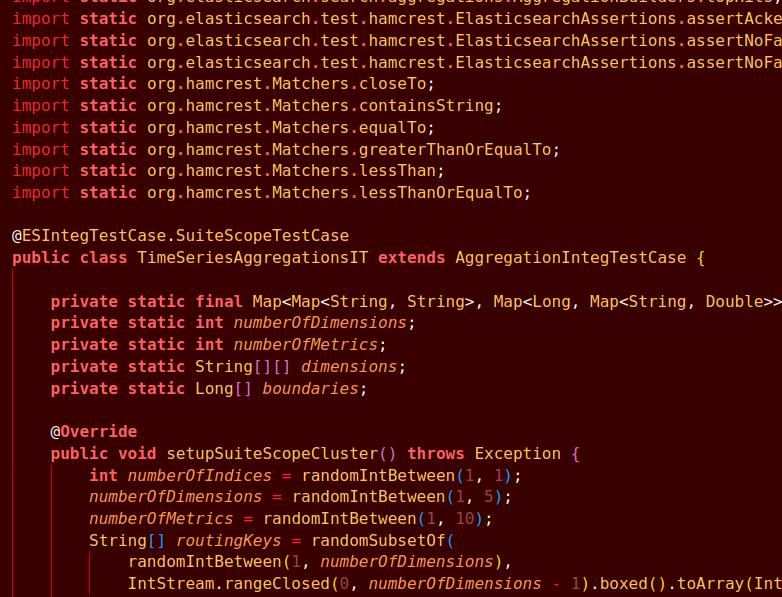 import static org.elasticsearch.search.aggregations.AggregationBuilders.topHits;
import static org.elasticsearch.test.hamcrest.ElasticsearchAssertions.assertAcke
import static org.elasticsearch.test.hamcrest.ElasticsearchAssertions.assertNoFa
import static org.elasticsearch.test.hamcrest.ElasticsearchAssertions.assertNoFa
import static org.hamcrest.Matchers.closeTo;
import static org.hamcrest.Matchers.containsString;
import static org.hamcrest.Matchers.equalTo;
import static org.hamcrest.Matchers.greaterThanOrEqualTo;
import static org.hamcrest.Matchers.lessThan;
import static org.hamcrest.Matchers.lessThanOrEqualTo;
@ESIntegTestCase.SuiteScopeTestCase
public class TimeSeriesAggregationsIT extends AggregationIntegTestCase {
private static final Map<Map<String, String>, Map<Long, Map<String, Double>>
private static int numberOfDimensions;
private static int numberOfMetrics;
private static String[][] dimensions;
private static Long[] boundaries;
@Override
public void setupSuiteScopeCluster() throws Exception {
int numberOfIndices = randomIntBetween(1, 1);
numberOfDimensions = randomIntBetween(1, 5);
numberOfMetrics = randomIntBetween(1, 10);
String[] routingKeys = randomSubsetOf(
randomIntBetween(1, numberOfDimensions),
IntStream.rangeClosed(0, numberOfDimensions - 1).boxed().toArray(Int